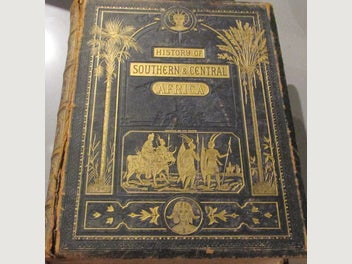 HISTORY OF
SOUTHERN & CENTRAL
AFRICA